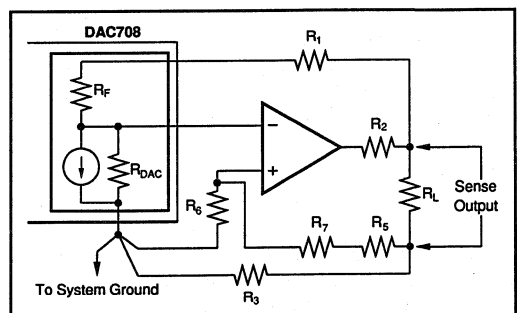 DAC708
R1
RF
R2
RDAC
R6
RL
Sense
Output
R7
R5
To System Ground
R3
−
+